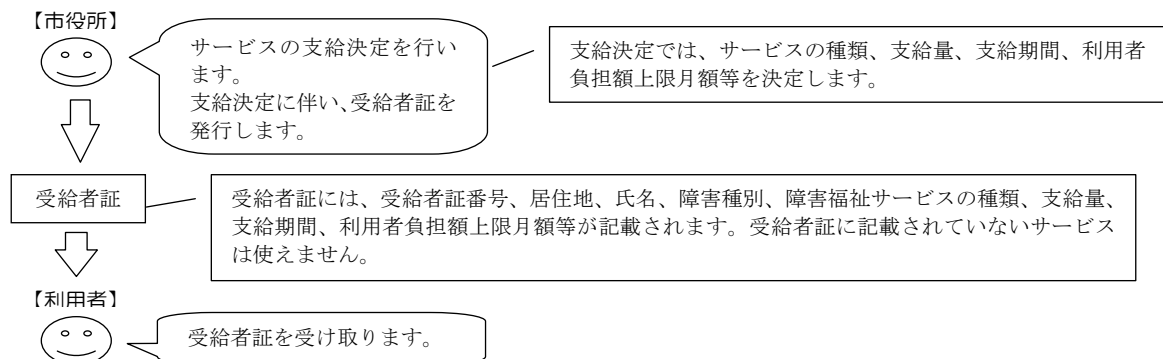 【市役所】
サービスの支給決定を行い
ます。
支給決定に伴い、受給者証を
発行します。
支給決定では、サービスの種類、支給量、支給期間、利用者
負担額上限月額等を決定します。
受給者証
受給者証には、受給者証番号、居住地、氏名、障害種別、障害福祉サービスの種類、支給量、
支給期間、利用者負担額上限月額等が記載されます。受給者証に記載されていないサービス
は使えません。
【利用者】
受給者証を受け取ります。